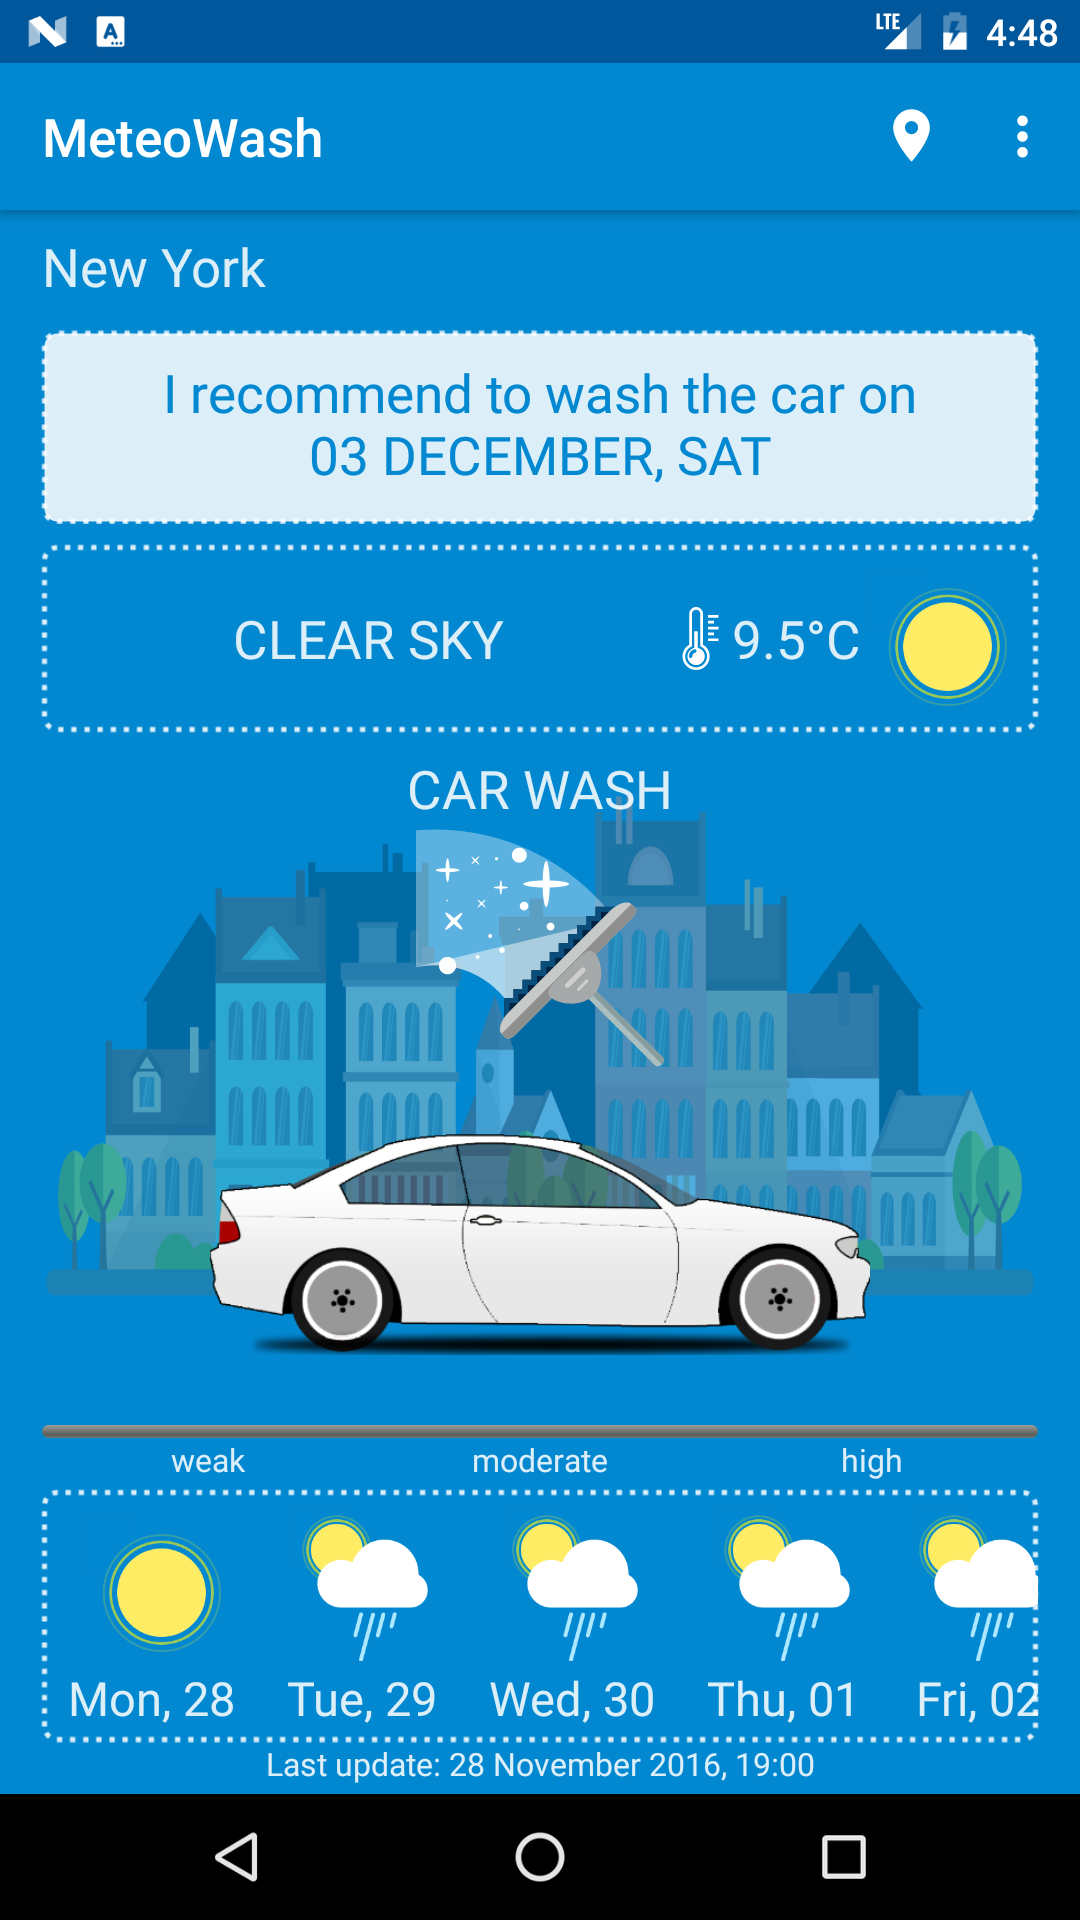 LTE 4:48
MeteoWash
New York
I recommend to wash the car on
03 DECEMBER, SAT
CLEAR SKY 9.5°C
CAR WASH
weak moderate high
Mon, 28 Tue, 29 Wed, 30 Thu, 01 Fri, 02
Last update: 28 November 2016, 19:00